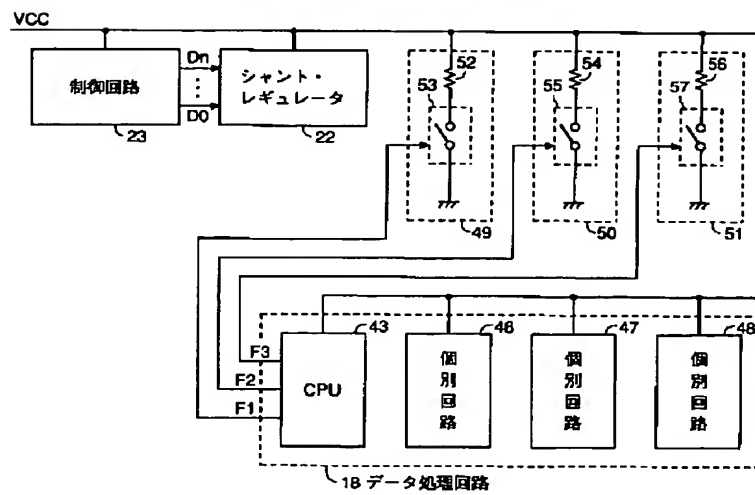 VCC
制御回路
23
Dn
D0
シャント・
レギュレータ
22
52
53
49
54
55
50
56
57
51
F3
F2
F1
43
CPU
46
個別回路
47
個別回路
48
個別回路
18 データ処理回路